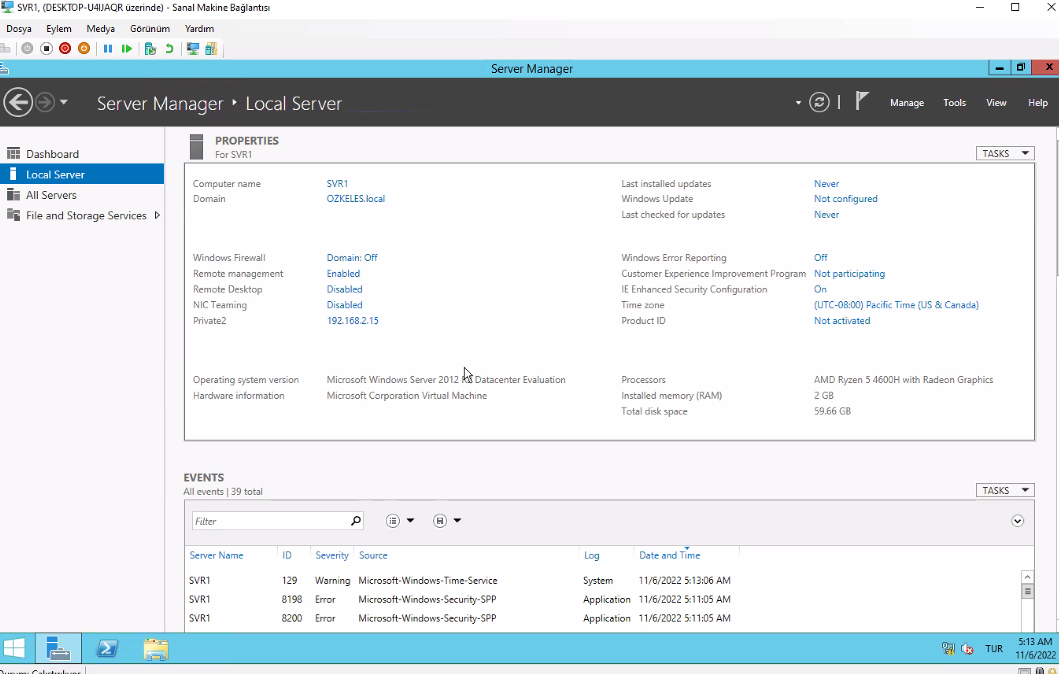 SVR1, (DESKTOP-U4IJAQR üzerinde) - Sanal Makine Bağlantısı
Dosya Eylem Medya Görünüm Yardım
Server Manager
Server Manager Local Server
Manage Tools View Help
Dashboard
Local Server
All Servers
File and Storage Services
PROPERTIES
For SVR1
TASKS
Computer name SVR1
Domain OZKELES.local
Last installed updates Never
Windows Update Not configured
Last checked for updates Never
Windows Firewall Domain: Off
Remote management Enabled
Remote Desktop Disabled
NIC Teaming Disabled
Private2 192.168.2.15
Windows Error Reporting Off
Customer Experience Improvement Program Not participating
IE Enhanced Security Configuration On
Time zone (UTC-08:00) Pacific Time (US & Canada)
Product ID Not activated
Operating system version Microsoft Windows Server 2012 Datacenter Evaluation
Hardware information Microsoft Corporation Virtual Machine
Processors AMD Ryzen 5 4600H with Radeon Graphics
Installed memory (RAM) 2 GB
Total disk space 59.66 GB
EVENTS
All events | 39 total
TASKS
Filter
Server Name ID Severity Source Log Date and Time
SVR1 129 Warning Microsoft-Windows-Time-Service System 11/6/2022 5:13:06 AM
SVR1 8198 Error Microsoft-Windows-Security-SPP Application 11/6/2022 5:11:05 AM
SVR1 8200 Error Microsoft-Windows-Security-SPP Application 11/6/2022 5:11:05 AM
TUR
5:13 AM
11/6/2022